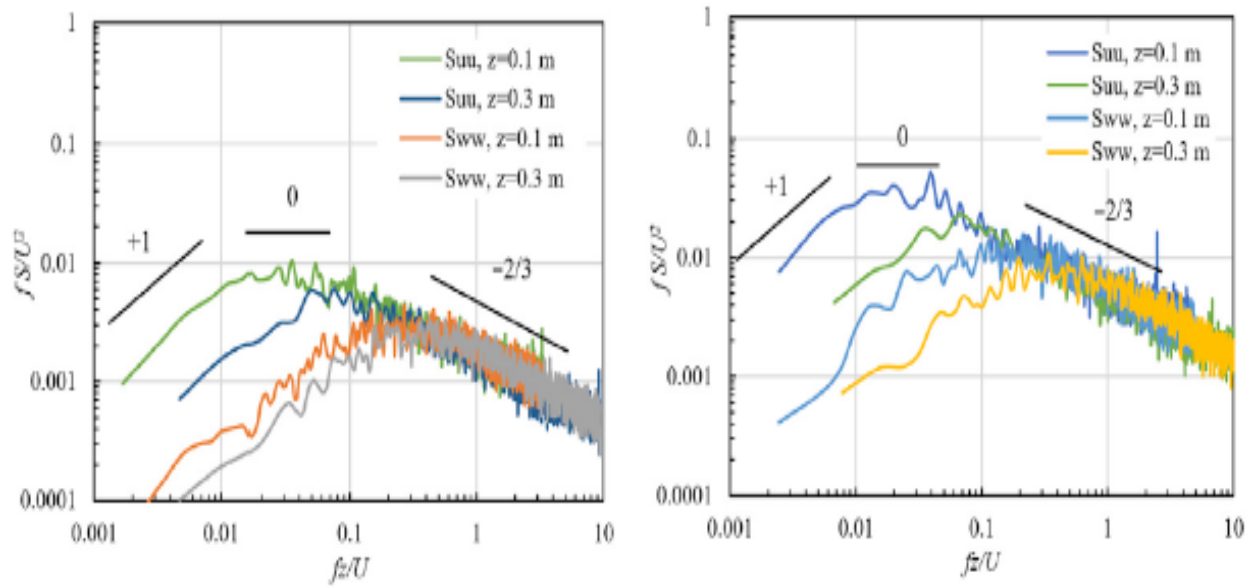 1
Suu, z=0.1 m
Suu, z=0.3 m
Sww, z=0.1 m
Sww, z=0.3 m
0.1
0
+1
−2/3
0.01
0.001
0.0001
f S/U²
0.001
0.01
0.1
1
10
fz/U
1
Suu, z=0.1 m
Suu, z=0.3 m
Sww, z=0.1 m
Sww, z=0.3 m
0.1
0
+1
−2/3
0.01
0.001
0.0001
f S/U²
0.001
0.01
0.1
1
10
fz/U